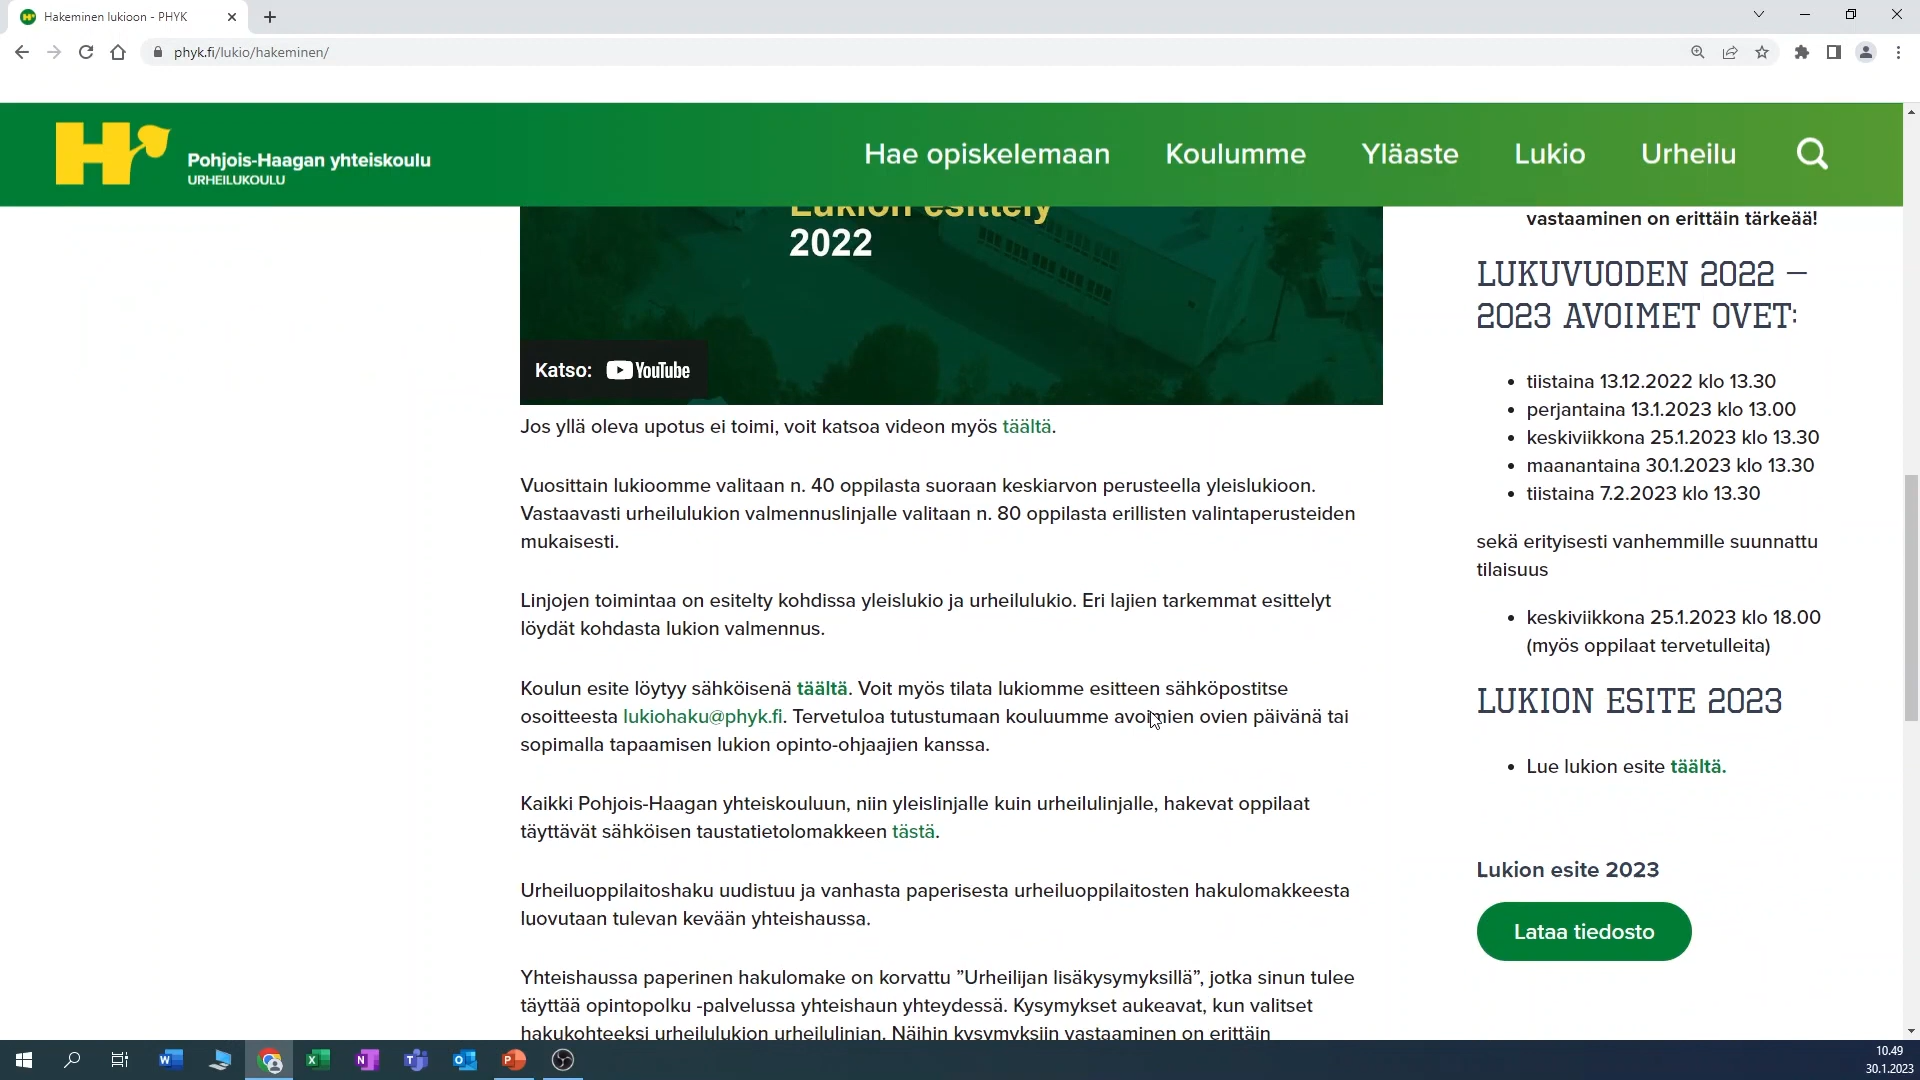 Hakeminen lukioon - PHYK
phyk.fi/lukio/hakeminen/
Pohjois-Haagan yhteiskoulu
URHEILUKOULU
Hae opiskelemaan
Koulumme
Yläaste
Lukio
Urheilu
Lukion esittely
2022
Katso: YouTube
Jos yllä oleva upotus ei toimi, voit katsoa videon myös täältä.
Vuosittain lukioomme valitaan n. 40 oppilasta suoraan keskiarvon perusteella yleislukioon.
Vastaavasti urheilulukion valmennuslinjalle valitaan n. 80 oppilasta erillisten valintaperusteiden
mukaisesti.
Linjojen toimintaa on esitelty kohdissa yleislukio ja urheilulukio. Eri lajien tarkemmat esittelyt
löydät kohdasta lukion valmennus.
Koulun esite löytyy sähköisenä täältä. Voit myös tilata lukiomme esitteen sähköpostitse
osoitteesta lukiohaku@phyk.fi. Tervetuloa tutustumaan kouluumme avoimien ovien päivänä tai
sopimalla tapaamisen lukion opinto-ohjaajien kanssa.
Kaikki Pohjois-Haagan yhteiskouluun, niin yleislinjalle kuin urheilulinjalle, hakevat oppilaat
täyttävät sähköisen taustatietolomakkeen tästä.
Urheiluoppilaitoshaku uudistuu ja vanhasta paperisesta urheiluoppilaitosten hakulomakkeesta
luovutaan tulevan kevään yhteishaussa.
Yhteishaussa paperinen hakulomake on korvattu ”Urheilijan lisäkysymyksillä”, jotka sinun tulee
täyttää opintopolku -palvelussa yhteishaun yhteydessä. Kysymykset aukeavat, kun valitset
hakukohteeksi urheilulukion urheilulinjan. Näihin kysymyksiin vastaaminen on erittäin
vastaaminen on erittäin tärkeää!
LUKUVUODEN 2022 –
2023 AVOIMET OVET:
• tiistaina 13.12.2022 klo 13.30
• perjantaina 13.1.2023 klo 13.00
• keskiviikkona 25.1.2023 klo 13.30
• maanantaina 30.1.2023 klo 13.30
• tiistaina 7.2.2023 klo 13.30
sekä erityisesti vanhemmille suunnattu
tilaisuus
• keskiviikkona 25.1.2023 klo 18.00
(myös oppilaat tervetulleita)
LUKION ESITE 2023
• Lue lukion esite täältä.
Lukion esite 2023
Lataa tiedosto
10.49
30.1.2023